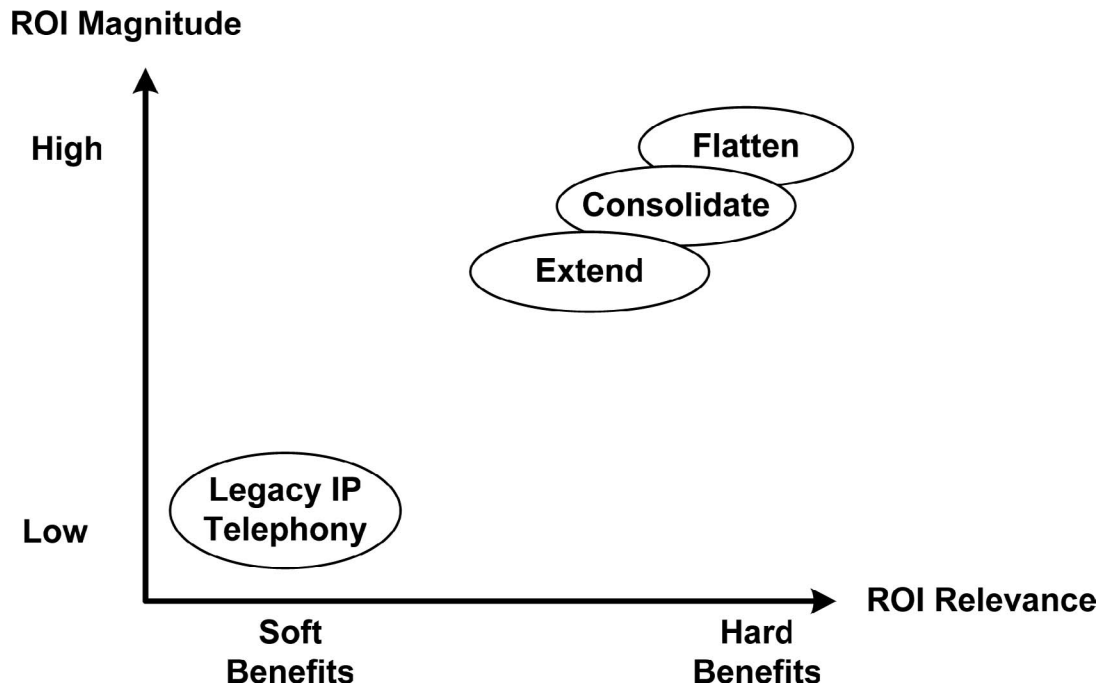 ROI Magnitude
High
Flatten
Consolidate
Extend
Legacy IP
Telephony
Low
ROI Relevance
Soft
Benefits
Hard
Benefits